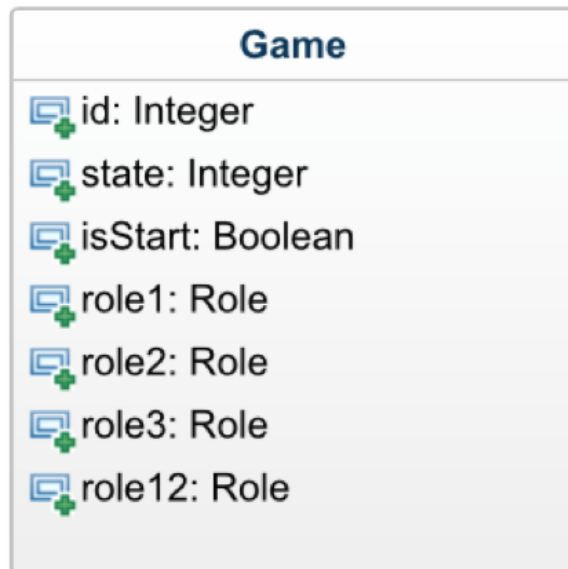 Game
id: Integer
state: Integer
isStart: Boolean
role1: Role
role2: Role
role3: Role
role12: Role